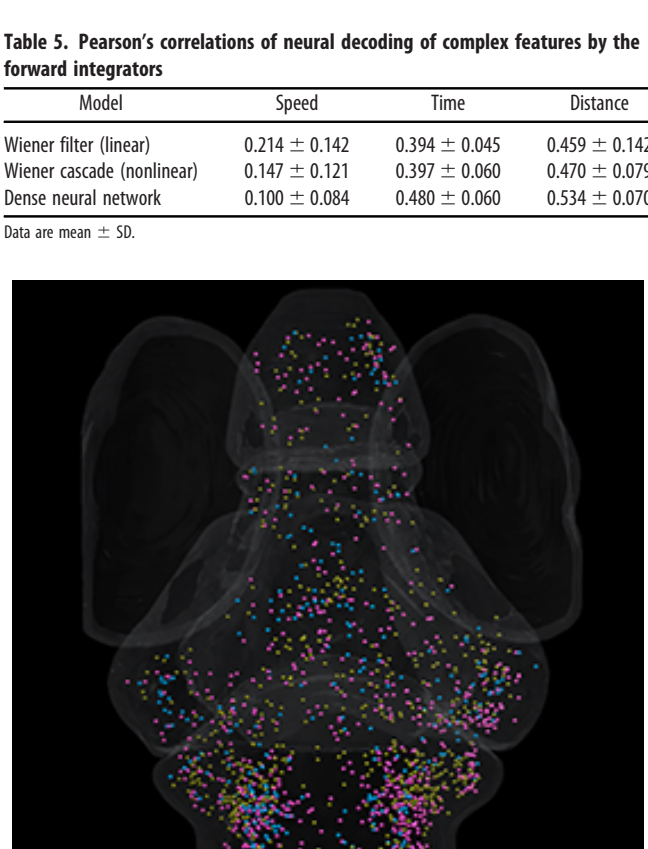 Table 5. Pearson's correlations of neural decoding of complex features by the
forward integrators
Model Speed Time Distance
Wiener filter (linear) 0.214 ± 0.142 0.394 ± 0.045 0.459 ± 0.142
Wiener cascade (nonlinear) 0.147 ± 0.121 0.397 ± 0.060 0.470 ± 0.079
Dense neural network 0.100 ± 0.084 0.480 ± 0.060 0.534 ± 0.070
Data are mean ± SD.